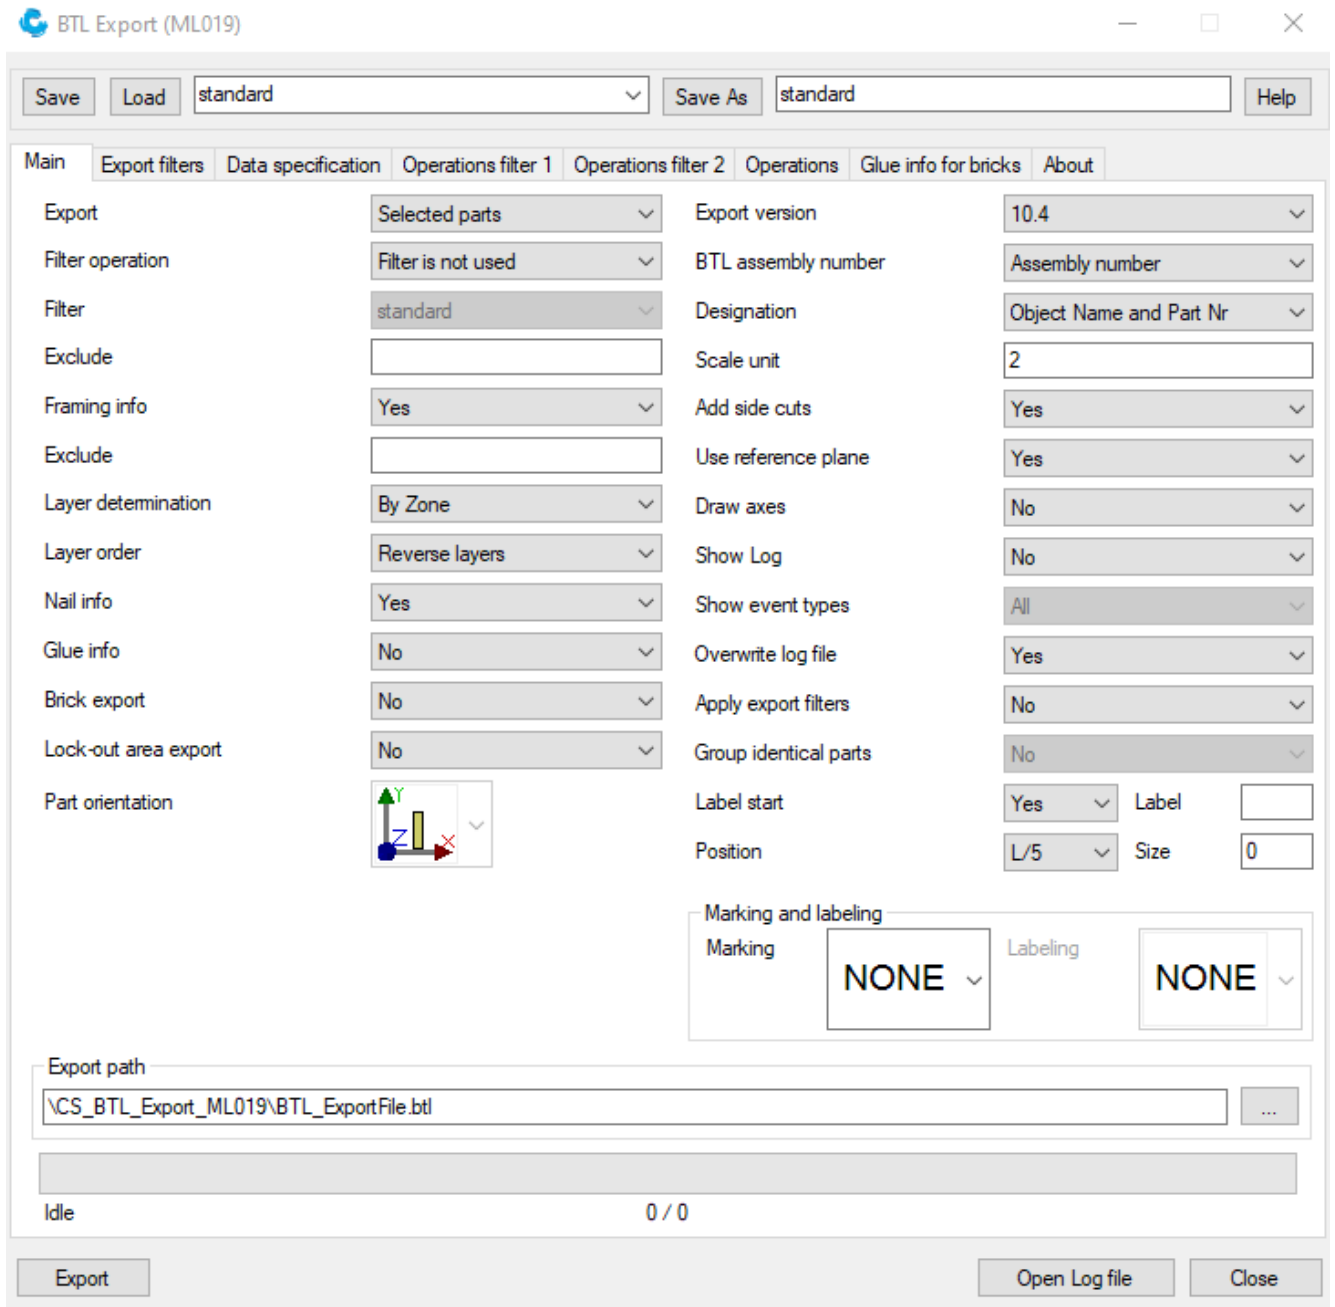 BTL Export (ML019)
Save Load standard Save As standard Help
Main Export filters Data specification Operations filter 1 Operations filter 2 Operations Glue info for bricks About
Export Selected parts Export version 10.4
Filter operation Filter is not used BTL assembly number Assembly number
Filter standard Designation Object Name and Part Nr
Exclude Scale unit 2
Framing info Yes Add side cuts Yes
Exclude Use reference plane Yes
Layer determination By Zone Draw axes No
Layer order Reverse layers Show Log No
Nail info Yes Show event types All
Glue info No Overwrite log file Yes
Brick export No Apply export filters No
Lock-out area export No Group identical parts No
Part orientation Y Z X Label start Yes Label
Position L/5 Size 0
Marking and labeling
Marking NONE Labeling NONE
Export path
\CS_BTL_Export_ML019\BTL_ExportFile.btl ...
Idle 0 / 0
Export Open Log file Close